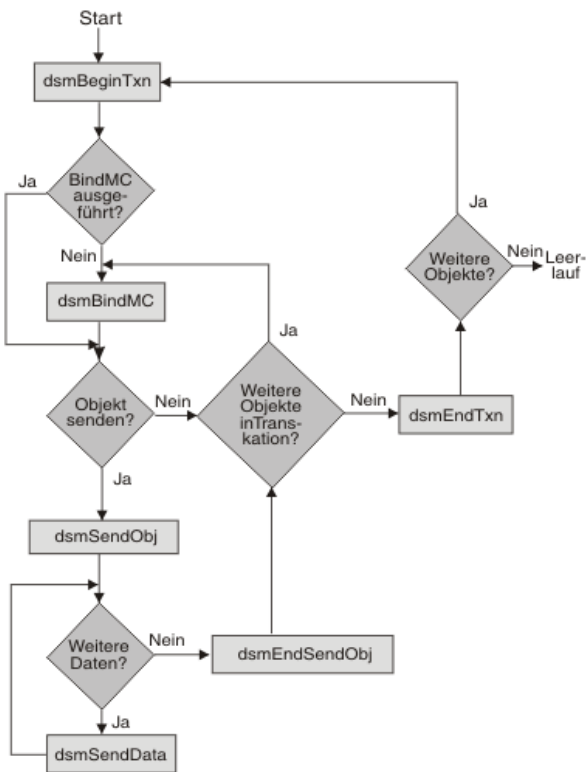 Start
dsmBeginTxn
Ja
BindMC
ausge-
führt?
Nein
dsmBindMC
Objekt
senden?
Nein
Ja
Weitere
Objekte
inTrans-
kation?
Ja
Nein
dsmEndTxn
Weitere
Objekte?
Ja
Nein
Leer-
lauf
dsmSendObj
Weitere
Daten?
Nein
dsmEndSendObj
Ja
dsmSendData